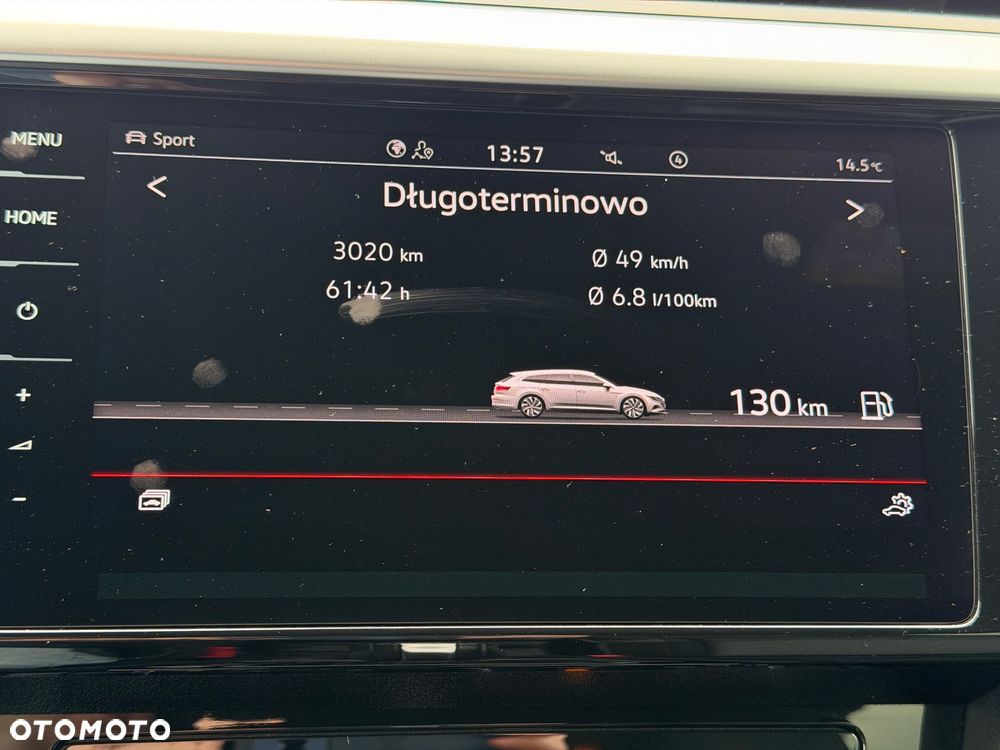 MENU
Sport
13:57
4
14.5°C
<
Długoterminowo
>
HOME
3020 km
Ø 49 km/h
61:42 h
Ø 6.8 l/100km
+
130 km
-
OTOMOTO